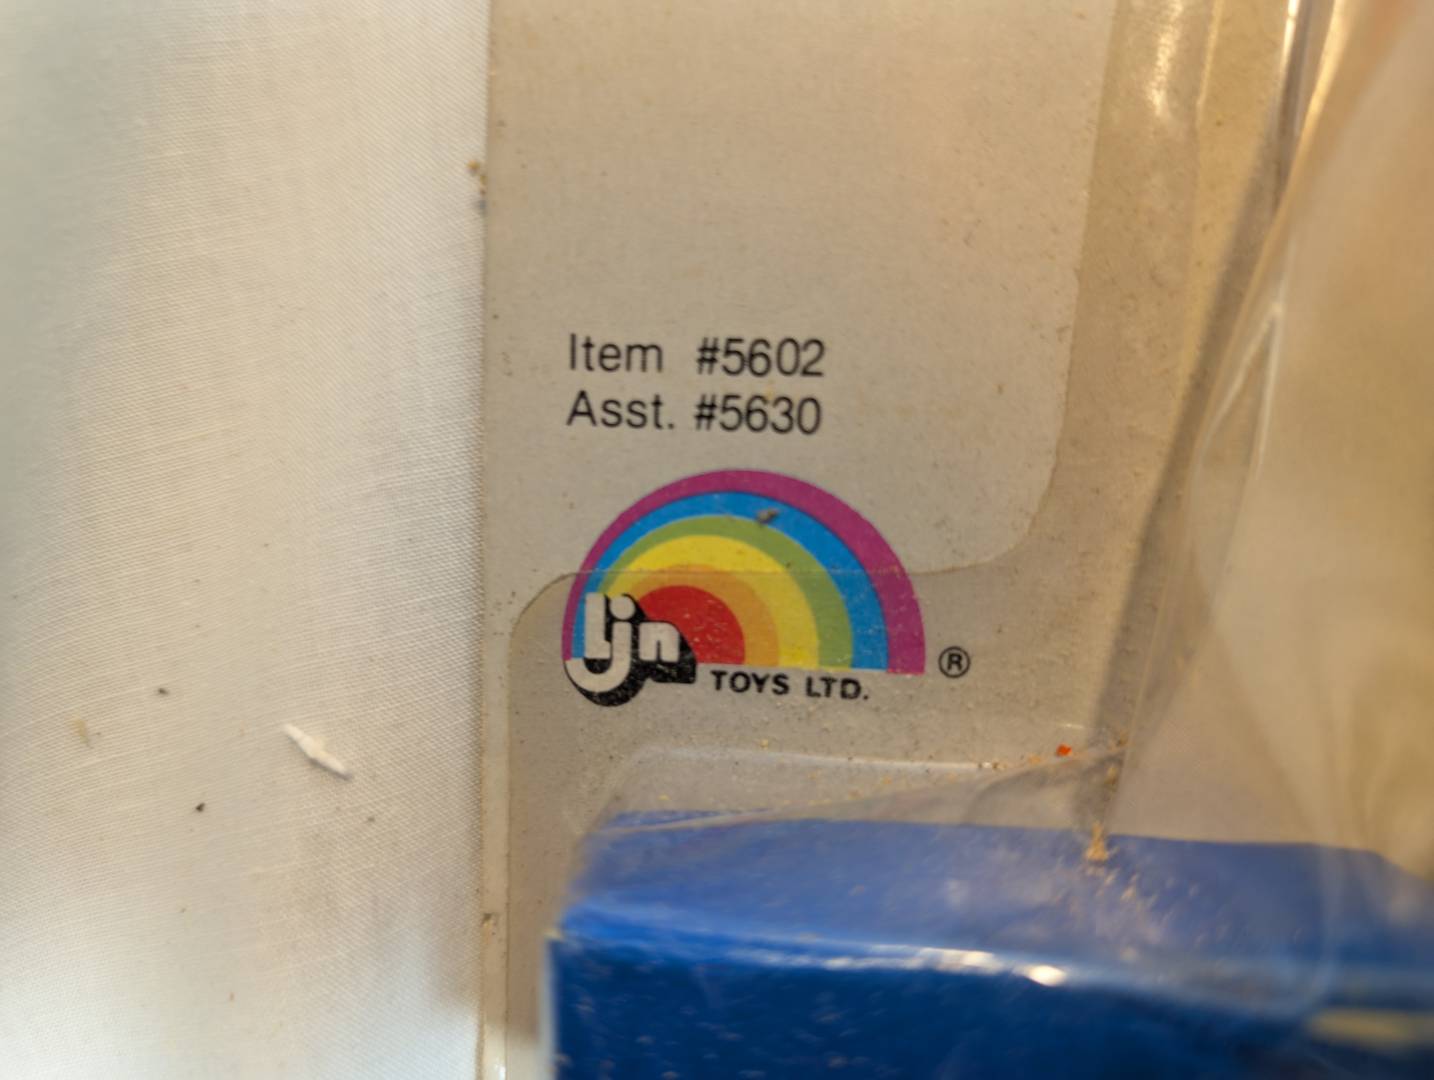 Item #5602
Asst. #5630
ljn
TOYS LTD. ®